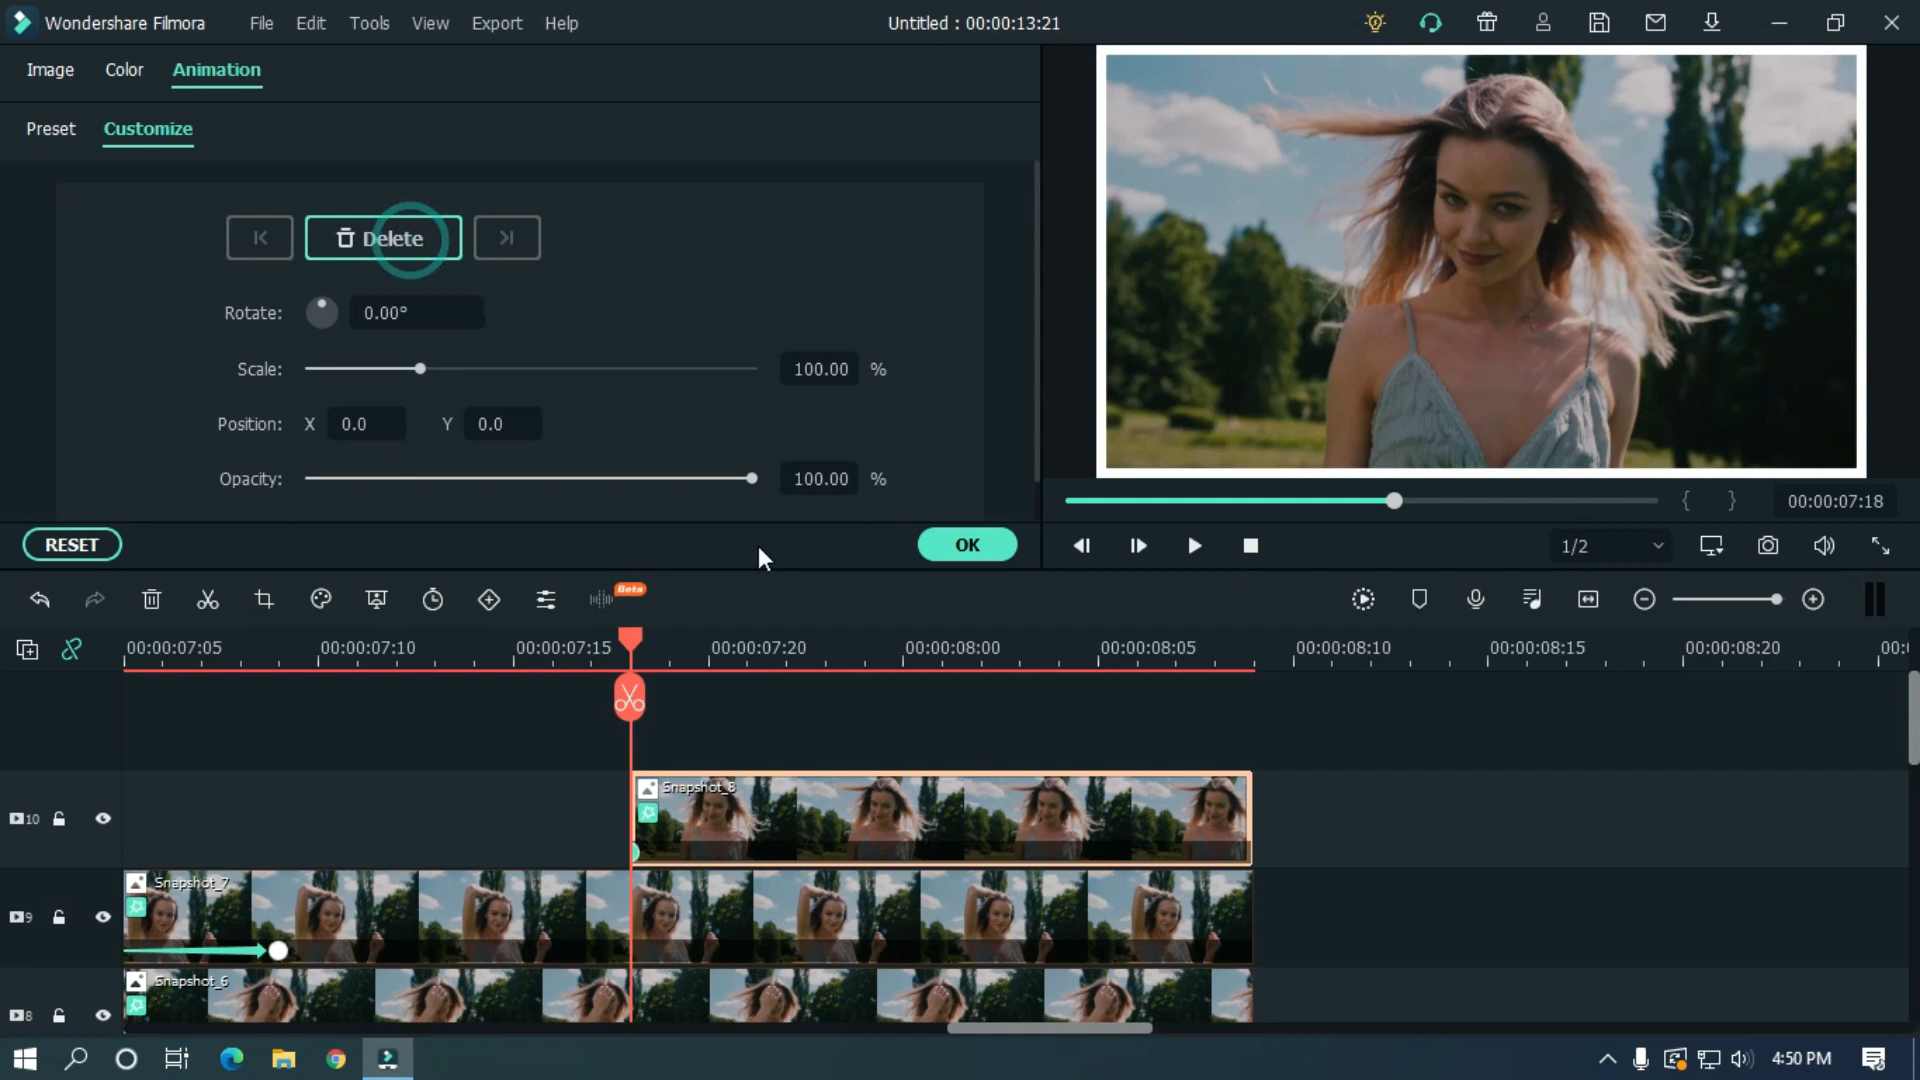 Wondershare Filmora File Edit Tools View Export Help Untitled : 00:00:13:21
Image Color Animation
Preset Customize
Delete
Rotate: 0.00°
Scale: 100.00 %
Position: X 0.0 Y 0.0
Opacity: 100.00 %
{ } 00:00:07:18
RESET OK
1/2
Beta
00:00:07:05 00:00:07:10 00:00:07:15 00:00:07:20 00:00:08:00 00:00:08:05 00:00:08:10 00:00:08:15 00:00:08:20 00:0
Snapshot_8
10
Snapshot_7
9
Snapshot_6
8
4:50 PM